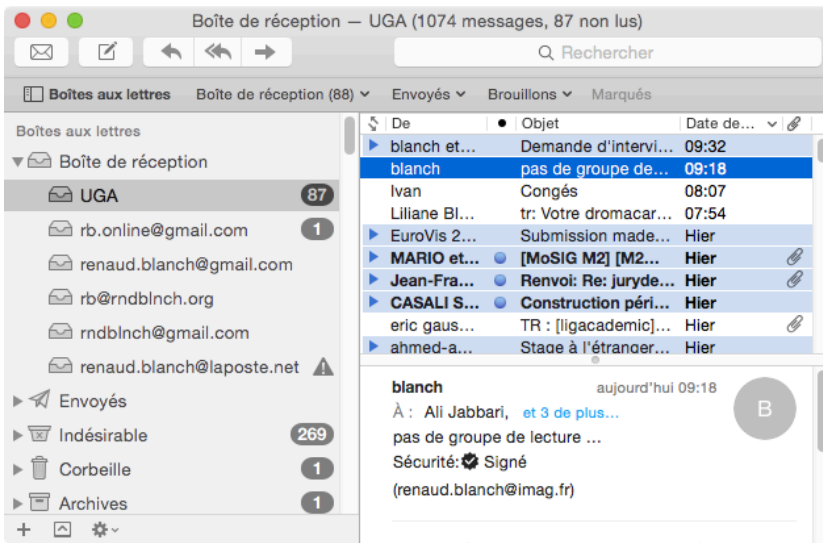 Boîte de réception — UGA (1074 messages, 87 non lus)
Rechercher
Boîtes aux lettres Boîte de réception (88) Envoyés Brouillons Marqués
Boîtes aux lettres
Boîte de réception
UGA 87
rb.online@gmail.com 1
renaud.blanch@gmail.com
rb@rndblnch.org
rndblnch@gmail.com
renaud.blanch@laposte.net
Envoyés
Indésirable 269
Corbeille 1
Archives 1
De Objet Date de...
blanch et... Demande d'intervi... 09:32
blanch pas de groupe de... 09:18
Ivan Congés 08:07
Liliane Bl... tr: Votre dromacar... 07:54
EuroVis 2... Submission made... Hier
MARIO et... [MoSIG M2] [M2... Hier
Jean-Fra... Renvoi: Re: juryde... Hier
CASALI S... Construction péri... Hier
eric gaus... TR : [ligacademic]... Hier
ahmed-a... Stage à l'étranger... Hier
blanch aujourd'hui 09:18
À : Ali Jabbari, et 3 de plus...
B
pas de groupe de lecture ...
Sécurité: Signé
(renaud.blanch@imag.fr)